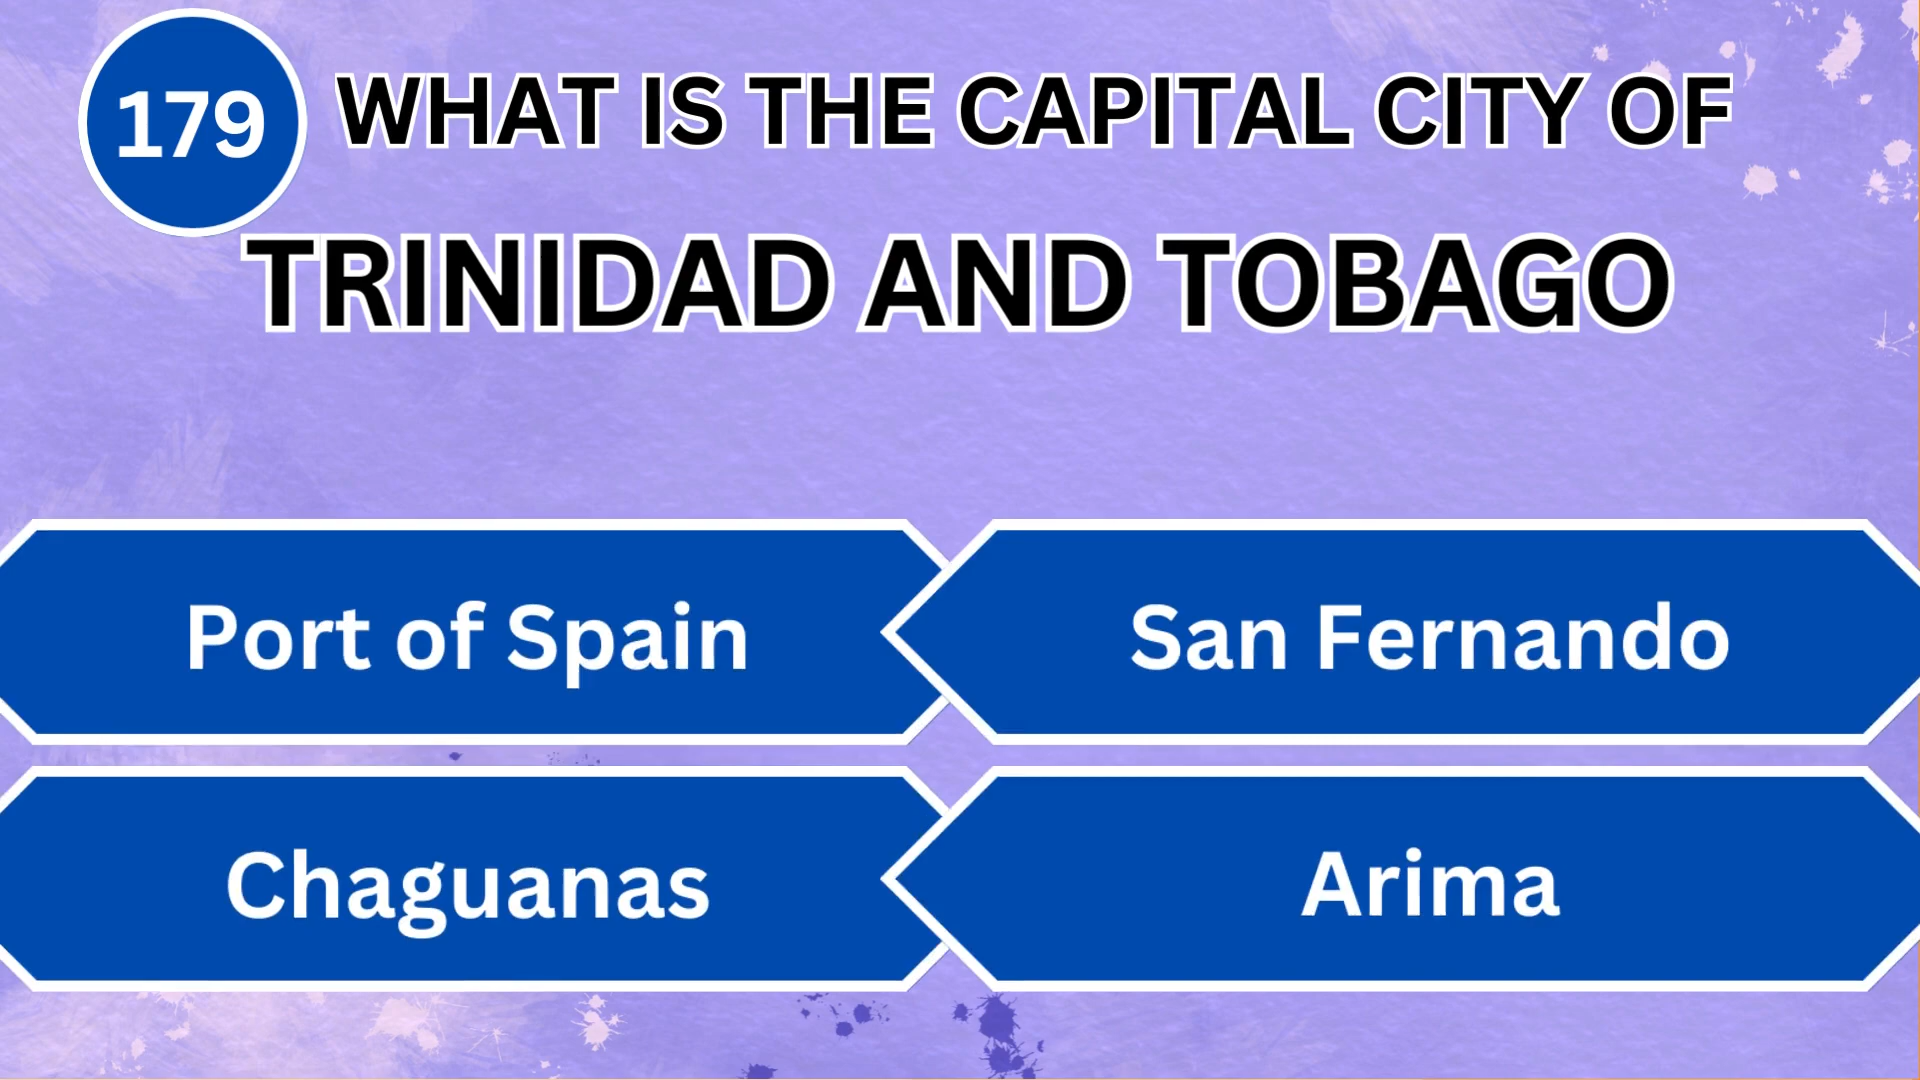 179
WHAT IS THE CAPITAL CITY OF
TRINIDAD AND TOBAGO
Port of Spain
San Fernando
Chaguanas
Arima